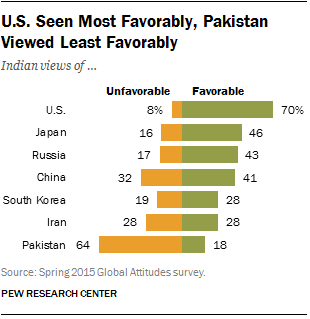 U.S. Seen Most Favorably, Pakistan
Viewed Least Favorably
Indian views of ...
Unfavorable Favorable
U.S. 8% 70%
Japan 16 46
Russia 17 43
China 32 41
South Korea 19 28
Iran 28 28
Pakistan 64 18
Source: Spring 2015 Global Attitudes survey.
PEW RESEARCH CENTER